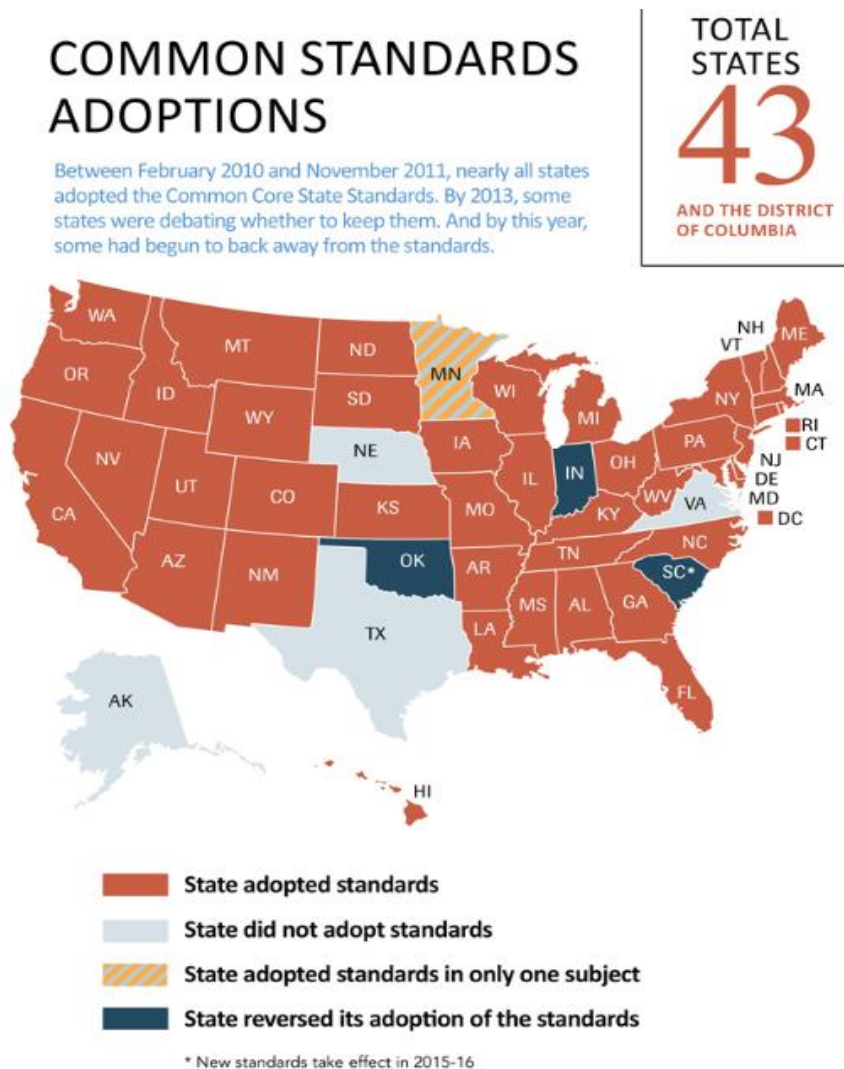 COMMON STANDARDS
ADOPTIONS
Between February 2010 and November 2011, nearly all states
adopted the Common Core State Standards. By 2013, some
states were debating whether to keep them. And by this year,
some had begun to back away from the standards.
TOTAL
STATES
43
AND THE DISTRICT
OF COLUMBIA
WA
MT
ND
MN
OR
ID
WY
SD
WI
MI
NH
VT
ME
NY
MA
RI
CT
NJ
DE
MD
DC
NV
UT
CO
NE
IA
IL
IN
OH
PA
WV
VA
CA
KS
MO
KY
AZ
NM
OK
AR
TN
NC
SC*
TX
LA
MS
AL
GA
FL
AK
HI
State adopted standards
State did not adopt standards
State adopted standards in only one subject
State reversed its adoption of the standards
* New standards take effect in 2015-16